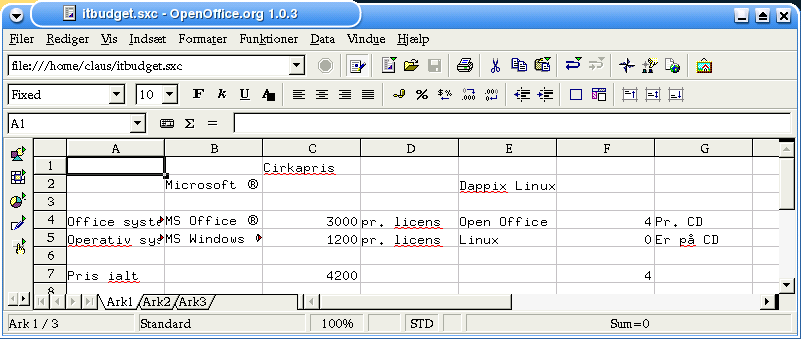 itbudget.sxc - OpenOffice.org 1.0.3
Filer Rediger Vis Indsæt Formater Funktioner Data Vindue Hjælp
file:///home/claus/itbudget.sxc
Fixed 10 F k U A
A1 Σ =
A B C D E F G
1 Cirkapris
2 Microsoft ® Dappix Linux
3
4 Office syste MS Office ® 3000 pr. licens Open Office 4 Pr. CD
5 Operativ sys MS Windows 1200 pr. licens Linux 0 Er på CD
6
7 Pris ialt 4200 4
8
Ark1 Ark2 Ark3
Ark 1 / 3 Standard 100% STD Sum=0